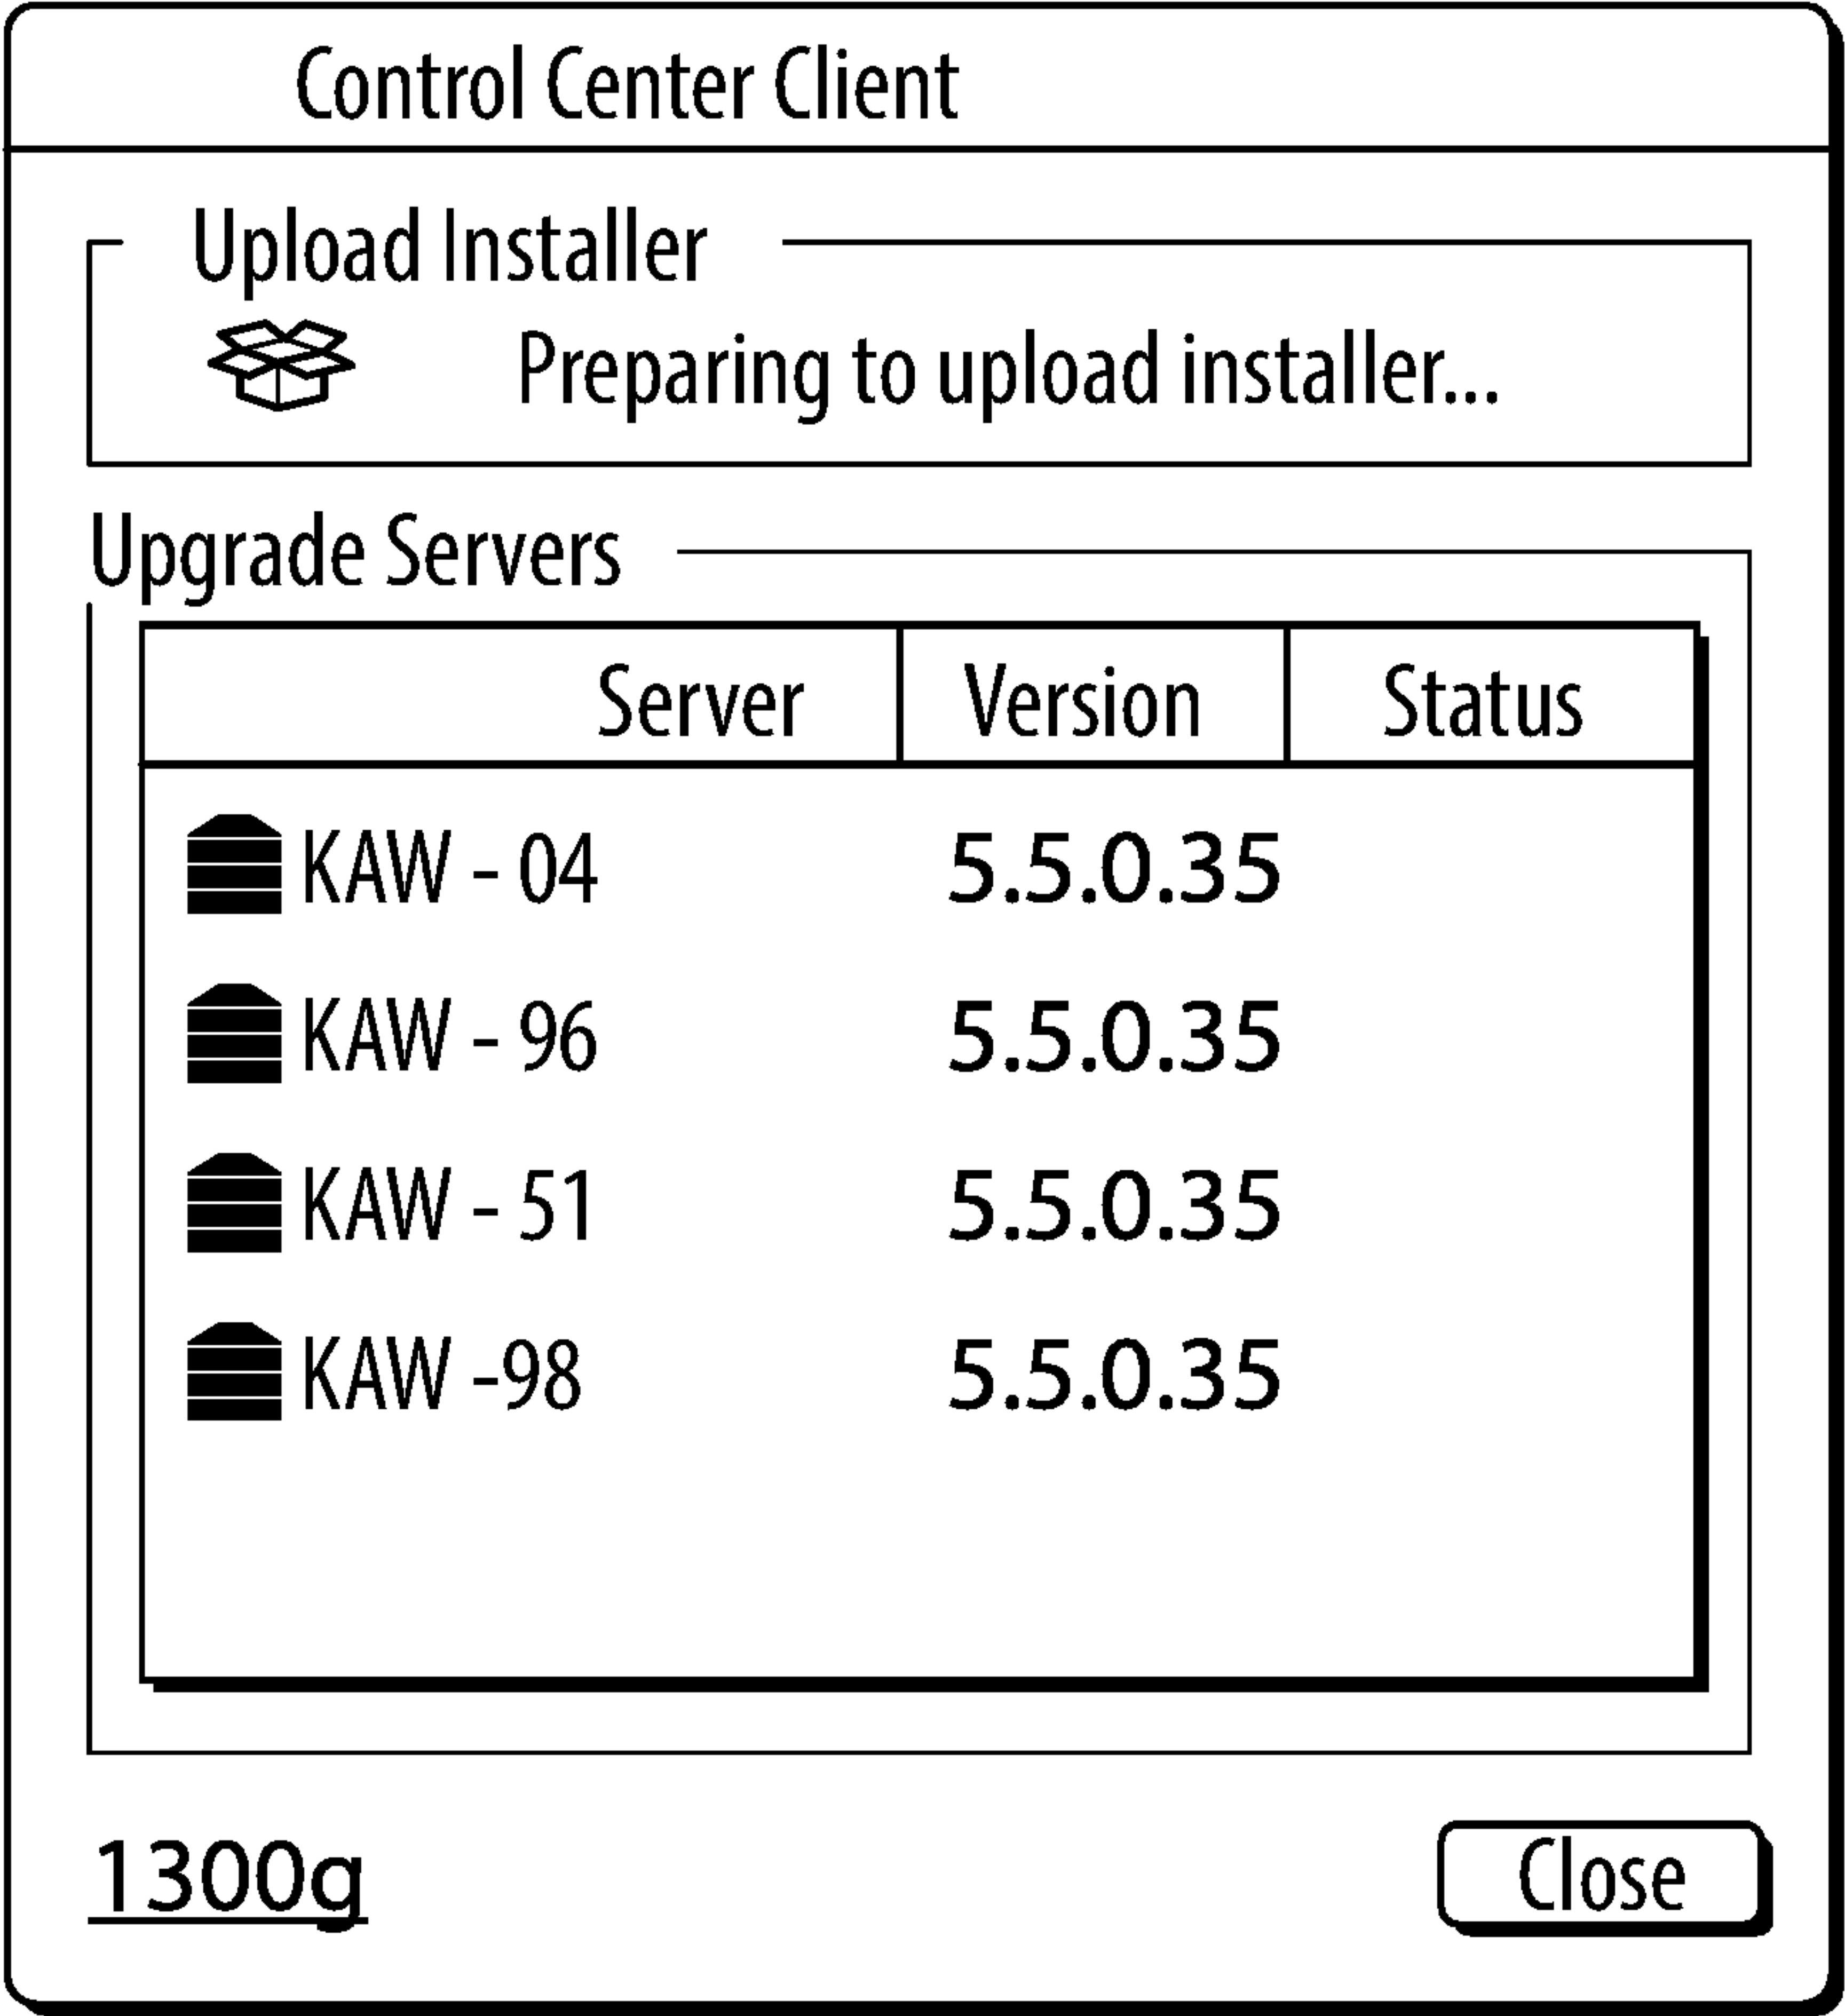 Control Center Client
Upload Installer
Preparing to upload installer...
Upgrade Servers
Server Version Status
KAW - 04 5.5.0.35
KAW - 96 5.5.0.35
KAW - 51 5.5.0.35
KAW -98 5.5.0.35
1300g Close